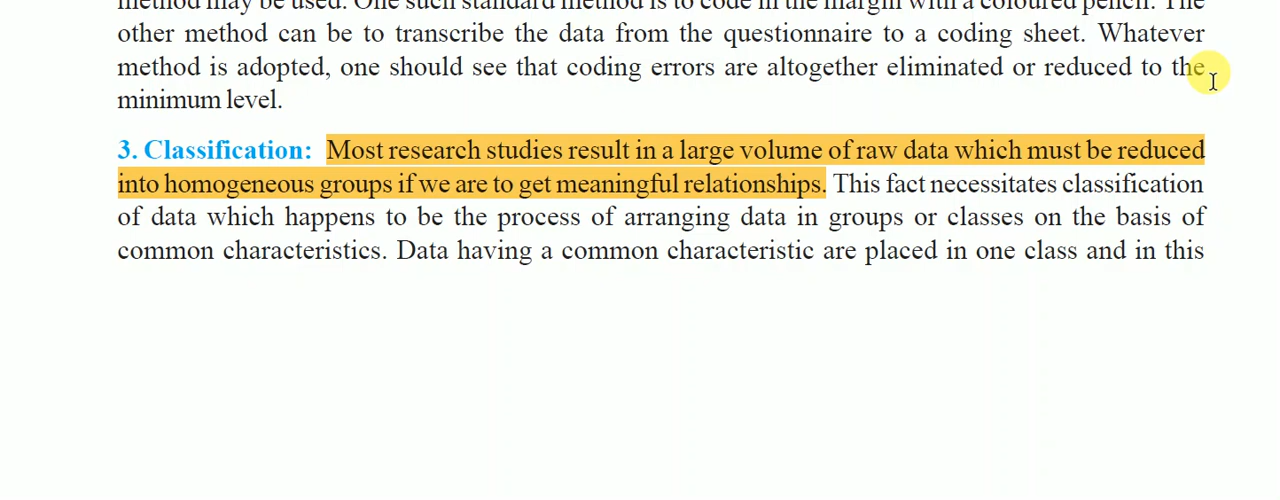 method may be used. One such standard method is to code in the margin with a coloured pencil. The
other method can be to transcribe the data from the questionnaire to a coding sheet. Whatever
method is adopted, one should see that coding errors are altogether eliminated or reduced to the
minimum level.
3. Classification: Most research studies result in a large volume of raw data which must be reduced
into homogeneous groups if we are to get meaningful relationships. This fact necessitates classification
of data which happens to be the process of arranging data in groups or classes on the basis of
common characteristics. Data having a common characteristic are placed in one class and in this